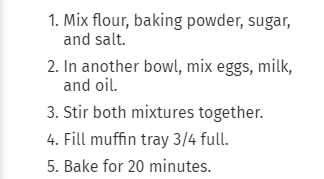 1. Mix flour, baking powder, sugar,
and salt.
2. In another bowl, mix eggs, milk,
and oil.
3. Stir both mixtures together.
4. Fill muffin tray 3/4 full.
5. Bake for 20 minutes.